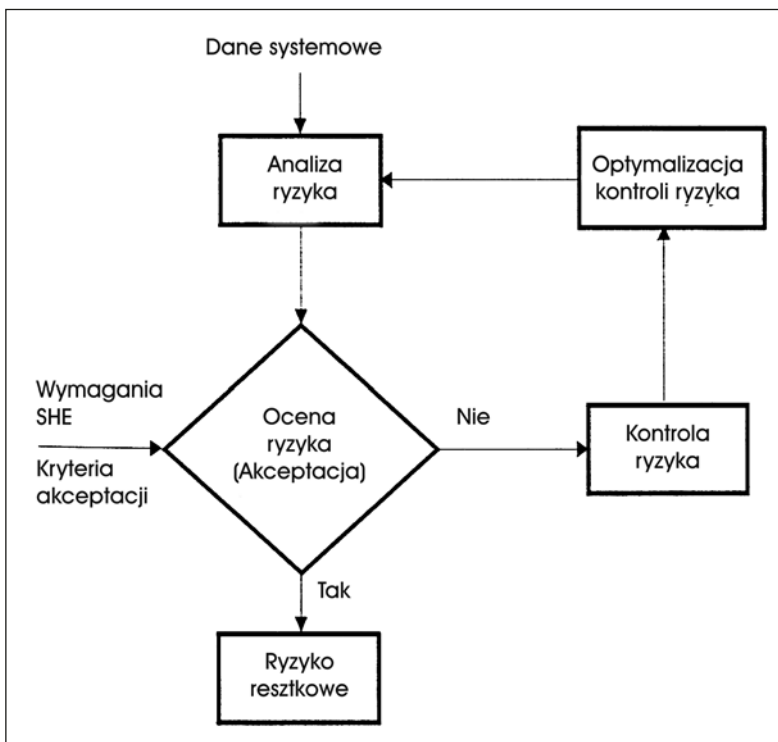 Dane systemowe
Analiza
ryzyka
Optymalizacja
kontroli ryzyka
Wymagania
SHE
Kryteria
akceptacji
Ocena
ryzyka
(Akceptacja)
Nie
Kontrola
ryzyka
Tak
Ryzyko
resztkowe